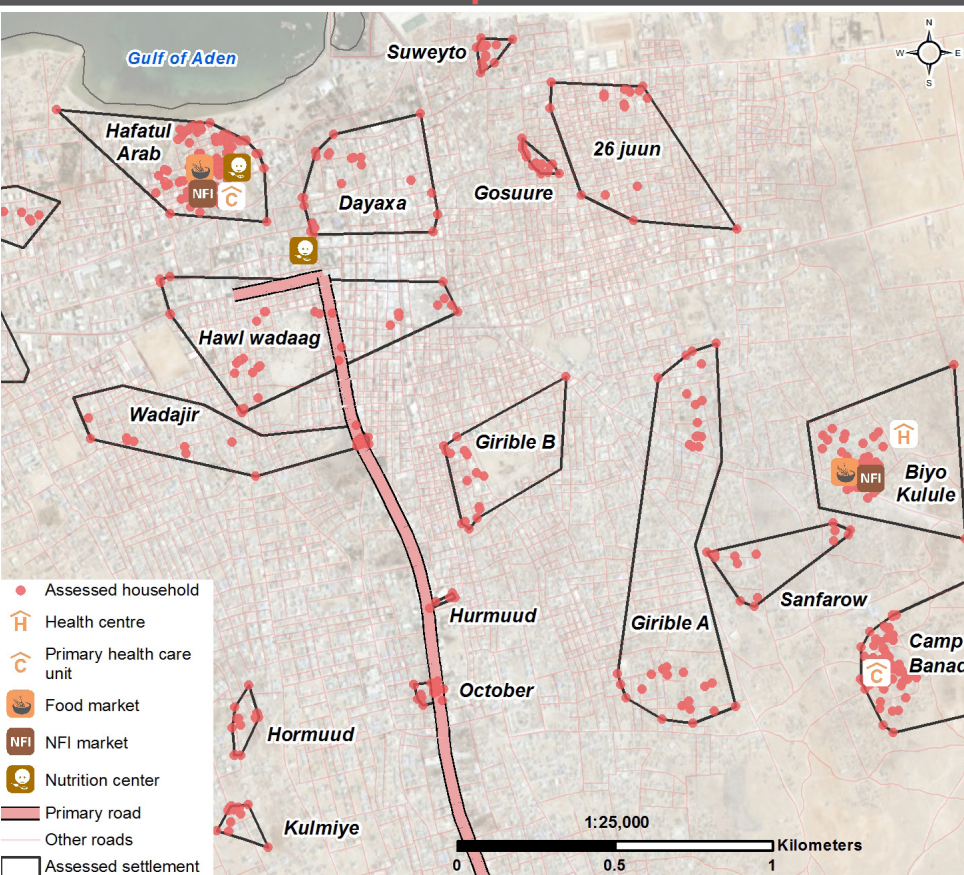 Gulf of Aden
Suweyto
N
W E
S
Hafatul
Arab
26 juun
Gosuure
NFI
C
Dayaxa
Hawl wadaag
Wadajir
Girible B
H
NFI
Biyo
Kulule
Sanfarow
Hurmuud
Girible A
Camp
Banad
C
October
Hormuud
Kulmiye
Assessed household
H Health centre
C Primary health care
unit
Food market
NFI NFI market
Nutrition center
Primary road
Other roads
Assessed settlement
1:25,000
Kilometers
0 0.5 1